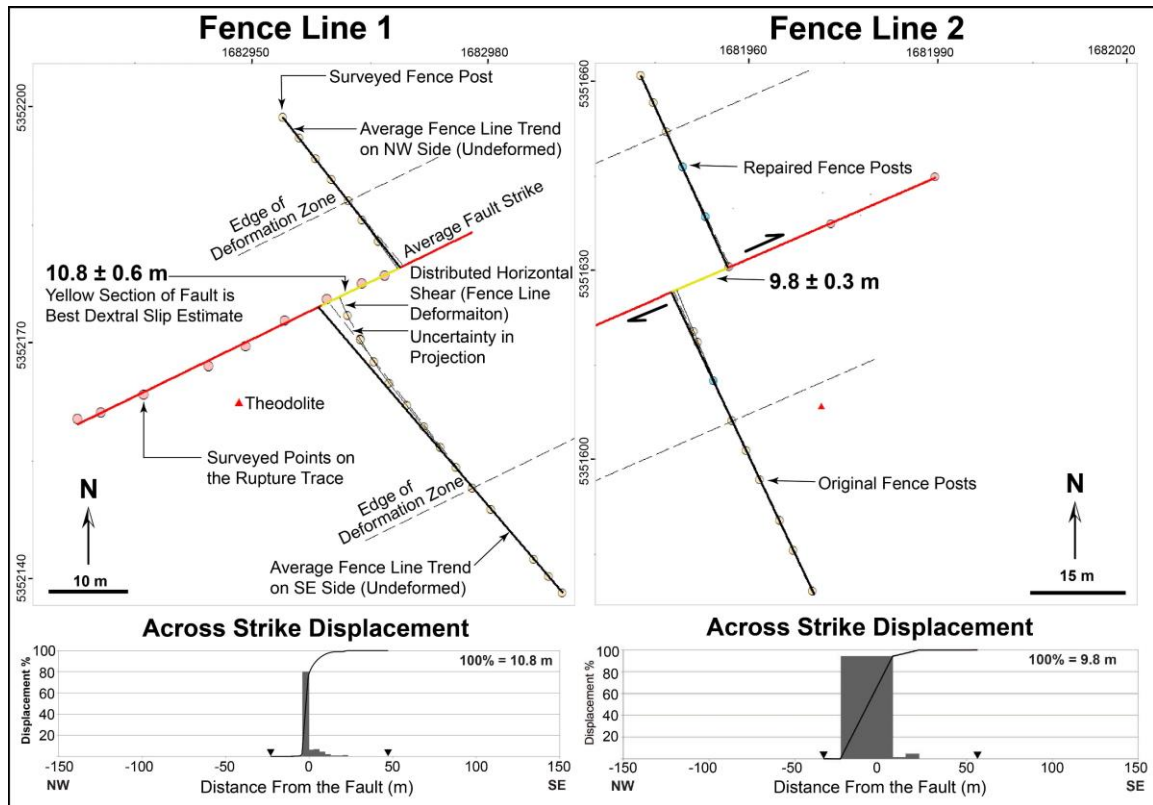 Fence Line 1
1682950
1682980
5352200
5352170
5352140
Surveyed Fence Post
Average Fence Line Trend
on NW Side (Undeformed)
Edge of
Deformation Zone
Average Fault Strike
10.8 ± 0.6 m
Yellow Section of Fault is
Best Dextral Slip Estimate
Distributed Horizontal
Shear (Fence Line
Deformaiton)
Uncertainty in
Projection
Theodolite
Surveyed Points on
the Rupture Trace
N
10 m
Edge of
Deformation Zone
Average Fence Line Trend
on SE Side (Undeformed)
Fence Line 2
1681960
1681990
1682020
5351660
5351630
5351600
Repaired Fence Posts
9.8 ± 0.3 m
Original Fence Posts
N
15 m
Across Strike Displacement
Displacement %
100
80
60
40
20
100% = 10.8 m
-150
-100
-50
0
50
100
150
NW
Distance From the Fault (m)
SE
Across Strike Displacement
Displacement %
100
80
60
40
20
100% = 9.8 m
-150
-100
-50
0
50
100
150
NW
Distance From the Fault (m)
SE